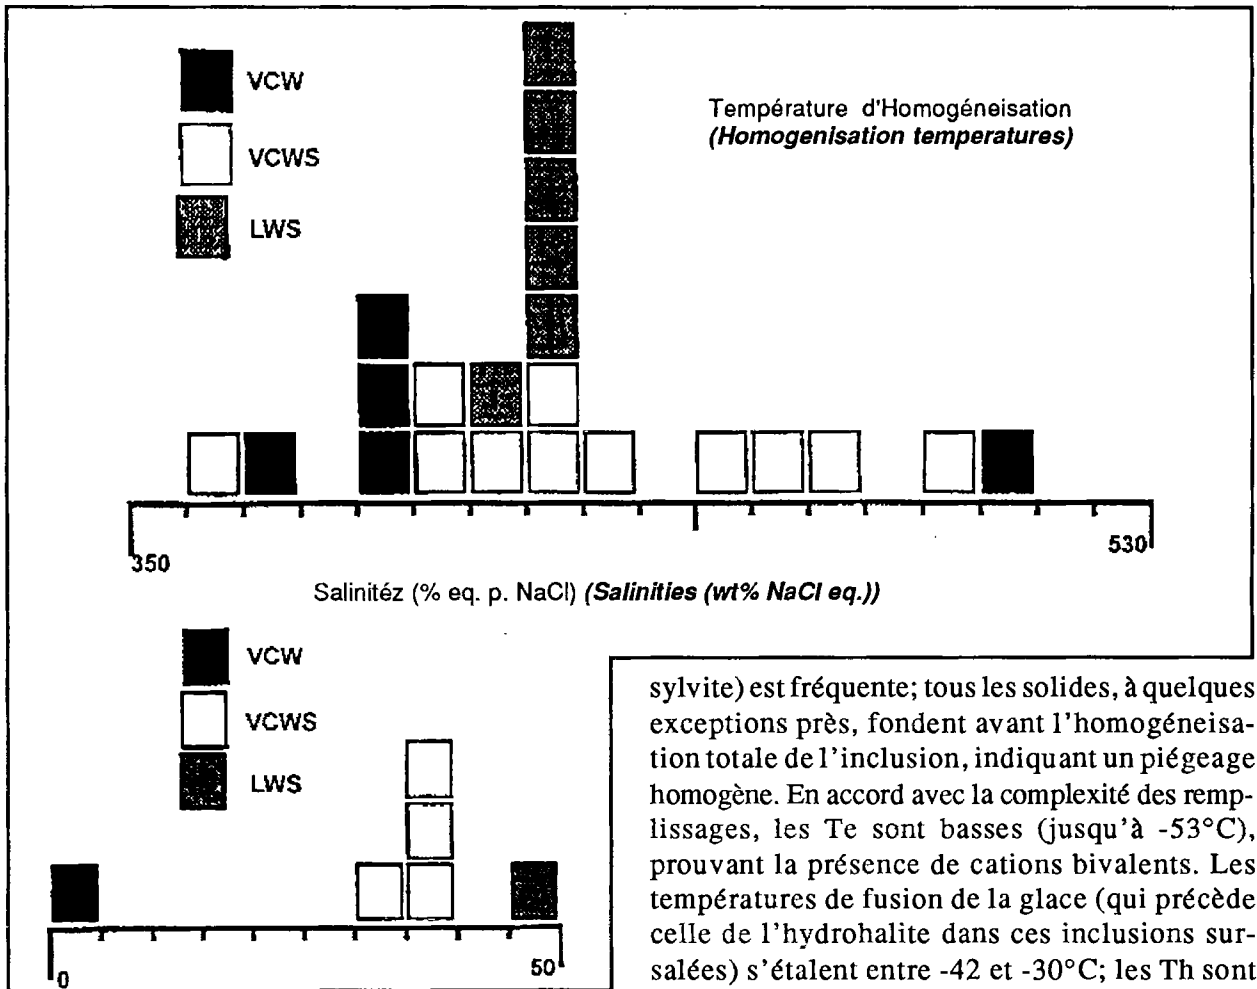 VCW
VCWS
LWS
Température d'Homogéneisation
(Homogenisation temperatures)
350
530
Salinitéz (% eq. p. NaCl) (Salinities (wt% NaCl eq.))
VCW
VCWS
LWS
0
50
sylvite) est fréquente; tous les solides, à quelques
exceptions près, fondent avant l'homogéneisa-
tion totale de l'inclusion, indiquant un piégeage
homogène. En accord avec la complexité des remp-
lissages, les Te sont basses (jusqu'à -53°C),
prouvant la présence de cations bivalents. Les
températures de fusion de la glace (qui précède
celle de l'hydrohalite dans ces inclusions sur-
salées) s'étalent entre -42 et -30°C; les Th sont